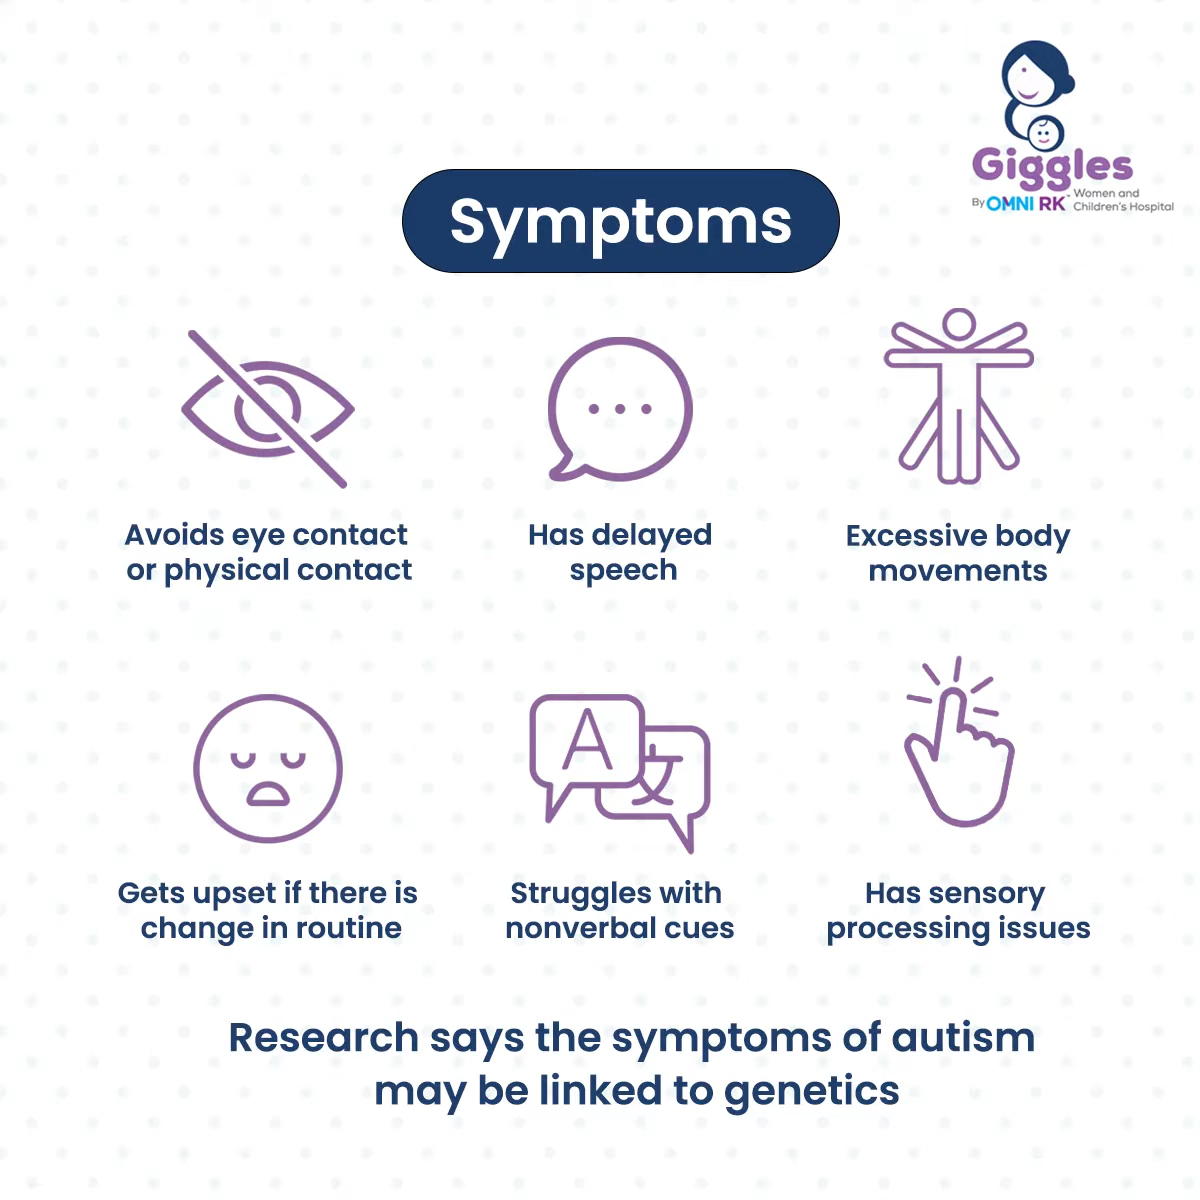 Giggles
By OMNI RK™ Women and
Children's Hospital
Symptoms
Avoids eye contact
or physical contact
Has delayed
speech
Excessive body
movements
Gets upset if there is
change in routine
A 文
Struggles with
nonverbal cues
Has sensory
processing issues
Research says the symptoms of autism
may be linked to genetics